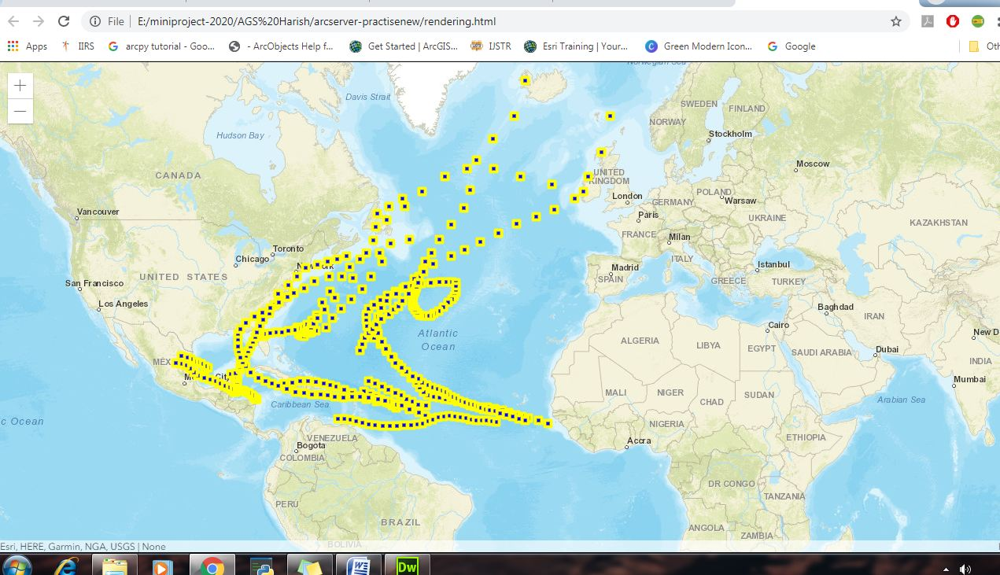 File | E:/miniproject-2020/AGS%20Harish/arcserver-practisenew/rendering.html
Apps IIRS arcpy tutorial - Goo... - ArcObjects Help f... Get Started | ArcGIS... IJSTR Esri Training | Your... Green Modern Icon... Google Oth
Norwegian Sea
+
−
Davis Strait
SWEDEN
FINLAND
NORWAY
Stockholm
Hudson Bay
Moscow
CANADA
UNITED
KINGDOM
London
POLAND
Warsaw
GERMANY
Vancouver
Paris
UKRAINE
KAZAKHSTAN
FRANCE
Milan
Toronto
Chicago
ITALY
Istanbul
Madrid
SPAIN
GREECE
TURKEY
San Francisco
UNITED STATES
Los Angeles
Baghdad
IRAN
Cairo
New D
Atlantic
Ocean
ALGERIA
LIBYA
EGYPT
SAUDI ARABIA
Dubai
INDIA
Mumbai
MALI
NIGER
CHAD
SUDAN
Arabian Sea
Caribbean Sea
c Ocean
NIGERIA
VENEZUELA
Bogota
COLOMBIA
Accra
ETHIOPIA
DR CONGO
TANZANIA
PERU
BRAZIL
ANGOLA
ZAMBIA
BOLIVIA
Esri, HERE, Garmin, NGA, USGS | None
W
Dw